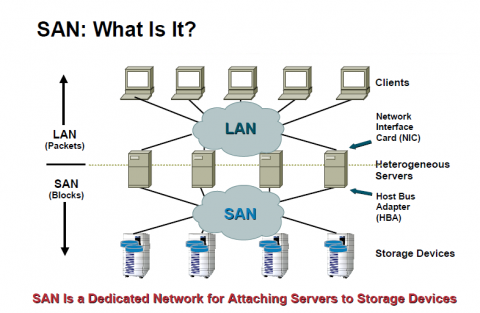 SAN: What Is It?
Clients
LAN
Network
Interface
Card (NIC)
LAN
(Packets)
Heterogeneous
Servers
SAN
(Blocks)
Host Bus
Adapter
(HBA)
SAN
Storage Devices
SAN Is a Dedicated Network for Attaching Servers to Storage Devices